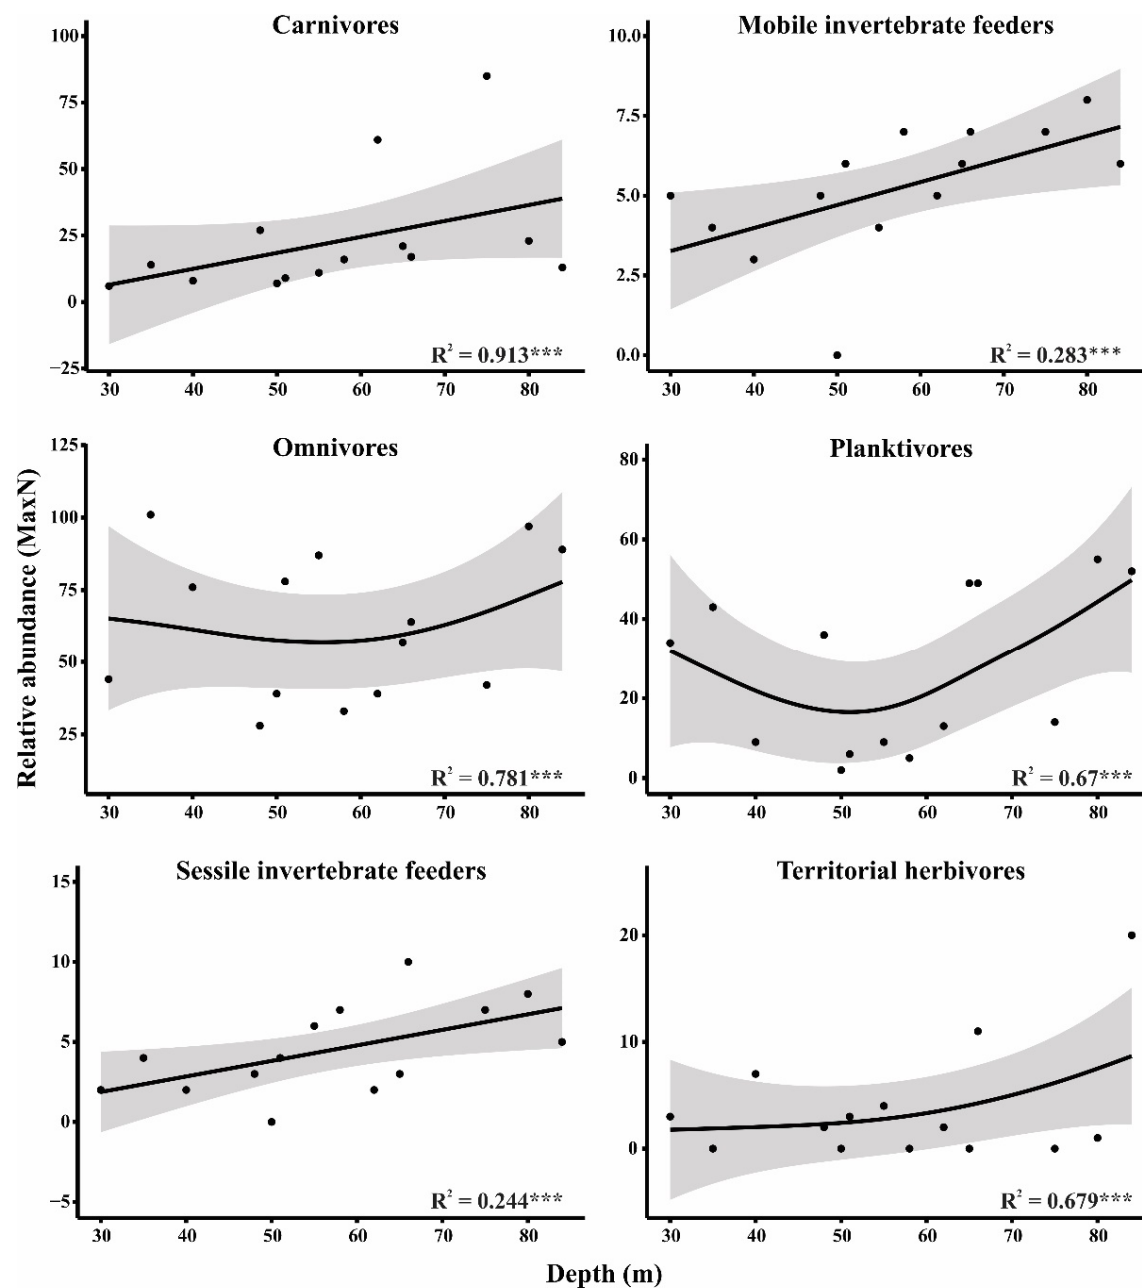 Carnivores
100
75
50
25
0
−25
30 40 50 60 70 80
R² = 0.913***
Mobile invertebrate feeders
10.0
7.5
5.0
2.5
0.0
30 40 50 60 70 80
R² = 0.283***
Relative abundance (MaxN)
Omnivores
125
100
75
50
25
30 40 50 60 70 80
R² = 0.781***
Planktivores
80
60
40
20
0
30 40 50 60 70 80
R² = 0.67***
Sessile invertebrate feeders
15
10
5
0
−5
30 40 50 60 70 80
R² = 0.244***
Territorial herbivores
20
10
0
30 40 50 60 70 80
R² = 0.679***
Depth (m)